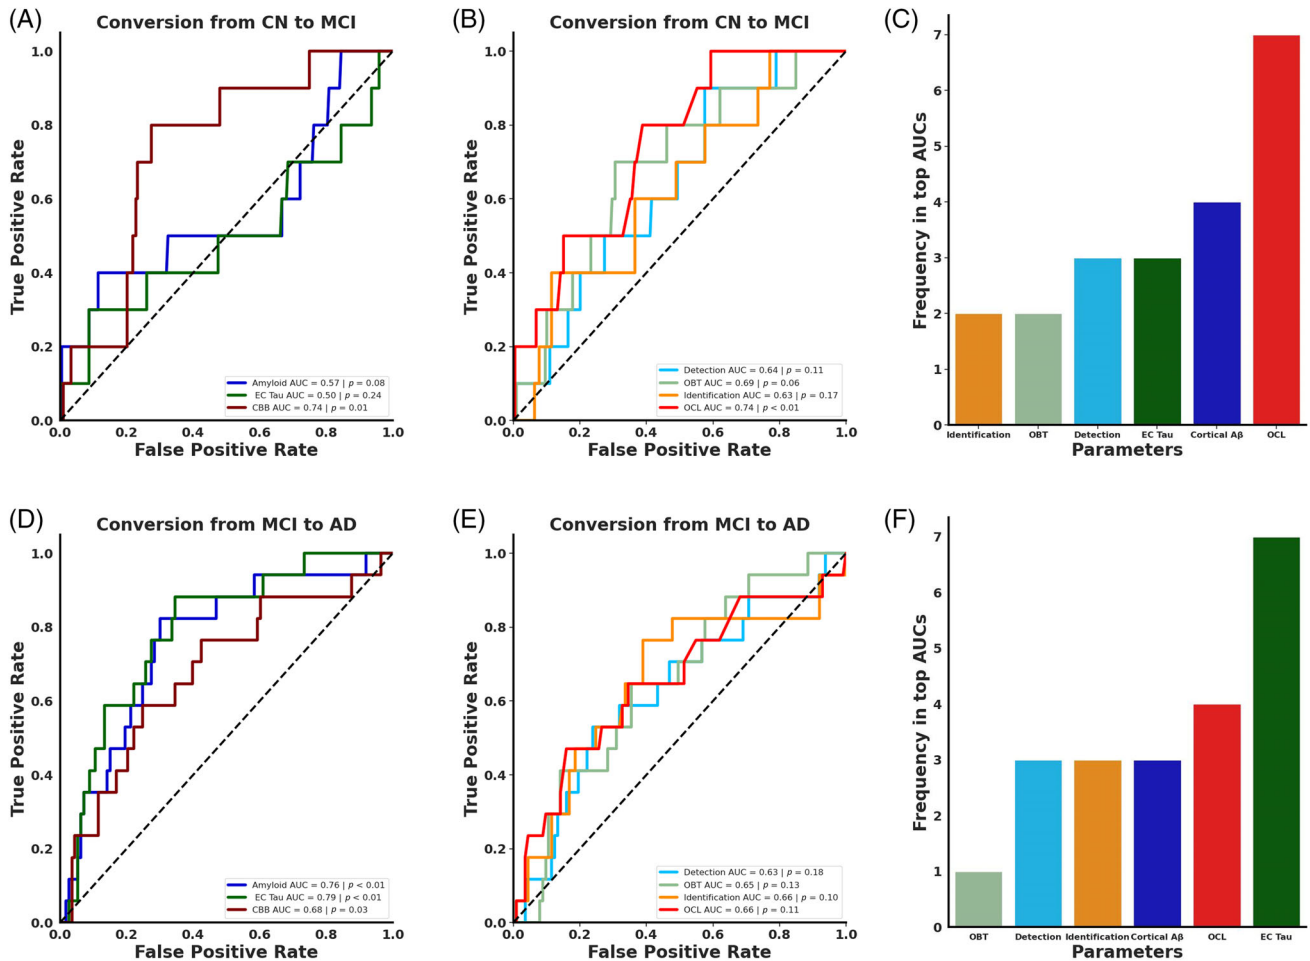 (A)
Conversion from CN to MCI
True Positive Rate
1.0
0.8
0.6
0.4
0.2
0.0
Amyloid AUC = 0.57 | p = 0.08
EC Tau AUC = 0.50 | p = 0.24
CBB AUC = 0.74 | p = 0.01
0.0 0.2 0.4 0.6 0.8 1.0
False Positive Rate
(B)
Conversion from CN to MCI
True Positive Rate
1.0
0.8
0.6
0.4
0.2
0.0
Detection AUC = 0.64 | p = 0.11
OBT AUC = 0.69 | p = 0.06
Identification AUC = 0.63 | p = 0.17
OCL AUC = 0.74 | p < 0.01
0.0 0.2 0.4 0.6 0.8 1.0
False Positive Rate
(C)
Frequency in top AUCs
7
6
5
4
3
2
1
0
Identification OBT Detection EC Tau Cortical Aβ OCL
Parameters
(D)
Conversion from MCI to AD
True Positive Rate
1.0
0.8
0.6
0.4
0.2
0.0
Amyloid AUC = 0.76 | p < 0.01
EC Tau AUC = 0.79 | p < 0.01
CBB AUC = 0.68 | p = 0.03
0.0 0.2 0.4 0.6 0.8 1.0
False Positive Rate
(E)
Conversion from MCI to AD
True Positive Rate
1.0
0.8
0.6
0.4
0.2
0.0
Detection AUC = 0.63 | p = 0.18
OBT AUC = 0.65 | p = 0.13
Identification AUC = 0.66 | p = 0.10
OCL AUC = 0.66 | p = 0.11
0.0 0.2 0.4 0.6 0.8 1.0
False Positive Rate
(F)
Frequency in top AUCs
7
6
5
4
3
2
1
0
OBT Detection Identification Cortical Aβ OCL EC Tau
Parameters